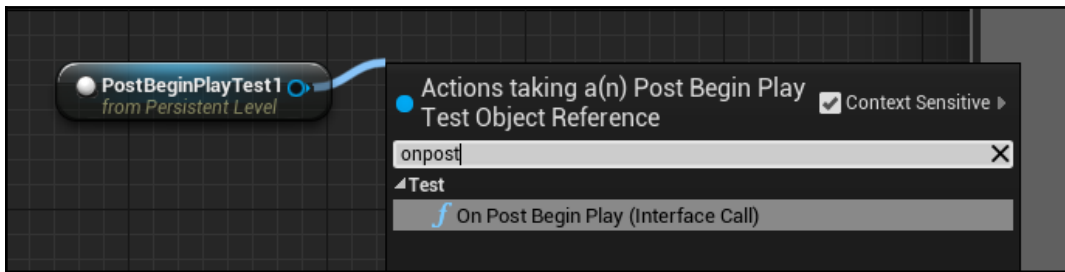 PostBeginPlayTest1
from Persistent Level
Actions taking a(n) Post Begin Play
Test Object Reference
Context Sensitive
onpost
Test
f On Post Begin Play (Interface Call)